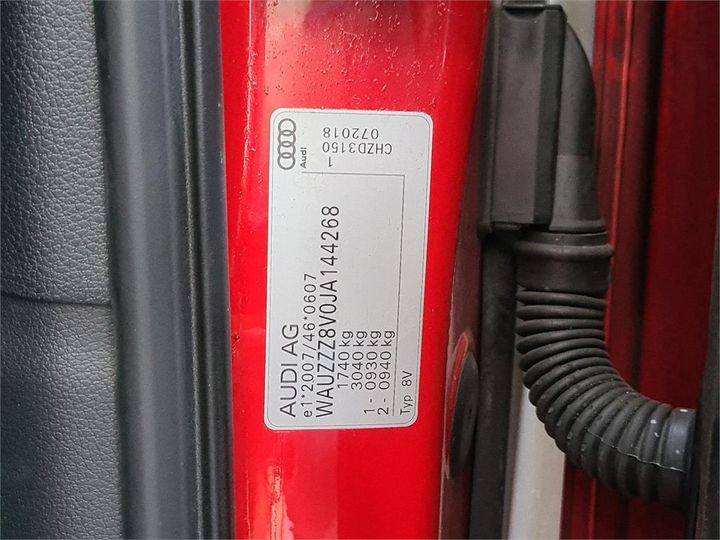 AUDI AG
e1*2007/46*0607
WAUZZZ8V0JA144268
1740 kg
3040 kg
1- 0930 kg
2- 0940 kg
Typ 8V
Audi
1
CHZD3150
072018